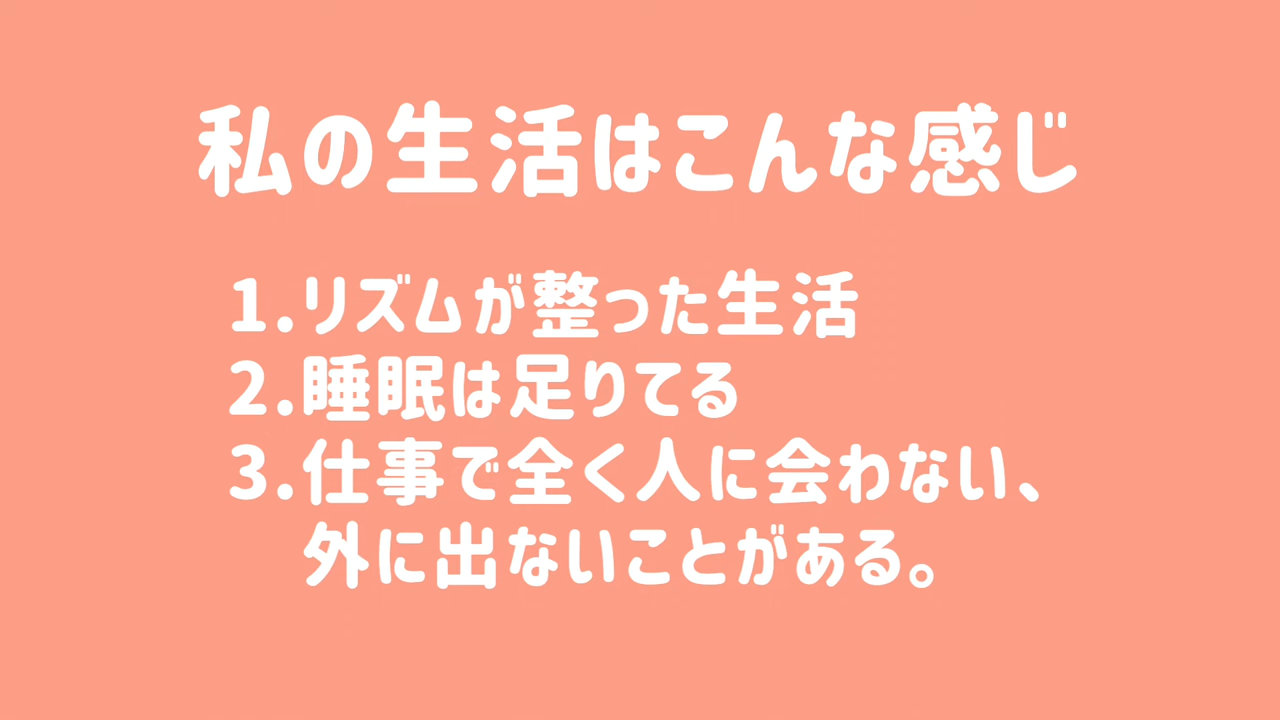 私の生活はこんな感じ
1.リズムが整った生活
2.睡眠は足りてる
3.仕事で全く人に会わない、
外に出ないことがある。